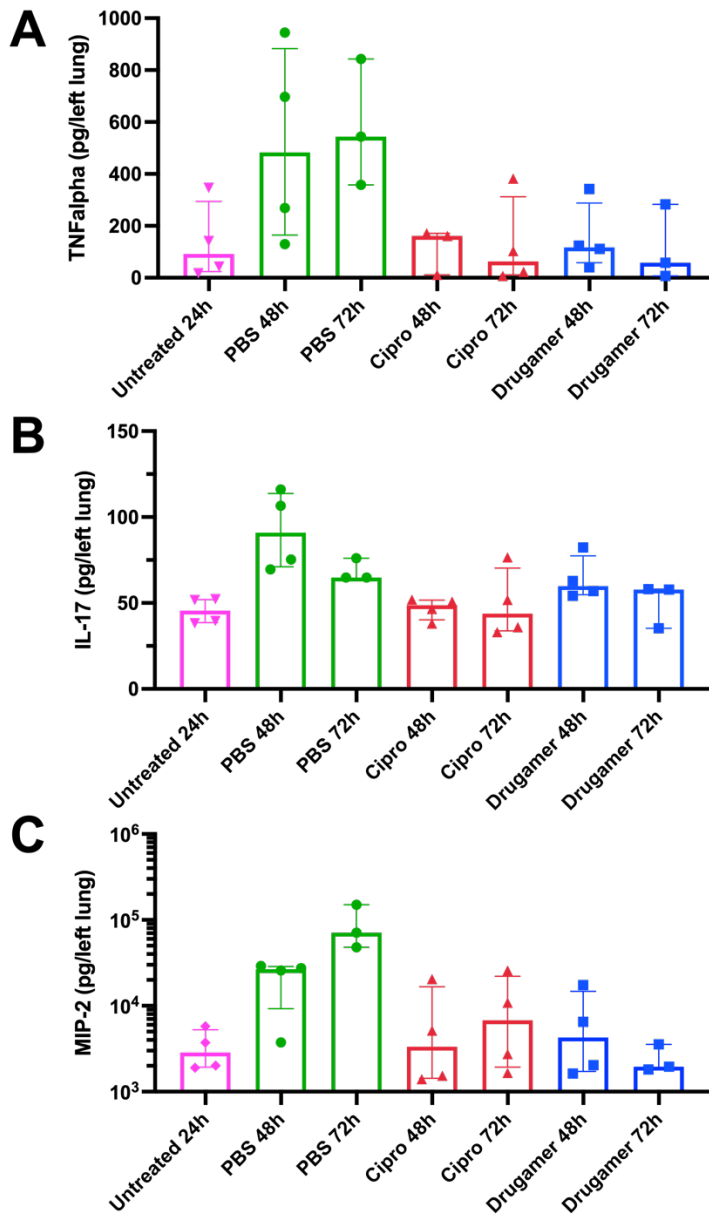 A
TNFalpha (pg/left lung)
1000
800
600
400
200
0
Untreated 24h
PBS 48h
PBS 72h
Cipro 48h
Cipro 72h
Drugamer 48h
Drugamer 72h
B
IL-17 (pg/left lung)
150
100
50
0
Untreated 24h
PBS 48h
PBS 72h
Cipro 48h
Cipro 72h
Drugamer 48h
Drugamer 72h
C
MIP-2 (pg/left lung)
10⁶
10⁵
10⁴
10³
Untreated 24h
PBS 48h
PBS 72h
Cipro 48h
Cipro 72h
Drugamer 48h
Drugamer 72h